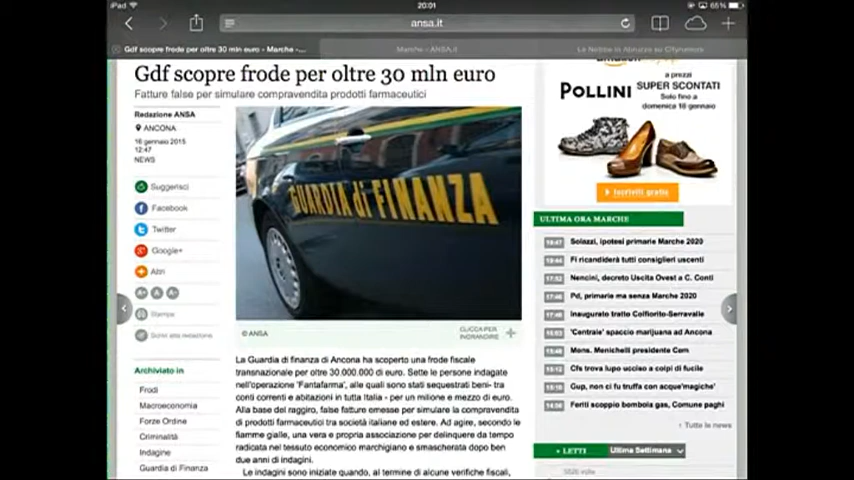 iPad
20:01
65%
ansa.it
Gdf scopre frode per oltre 30 mln euro - Marche -...
Marche - ANSA.it
Le Nebbie in Abruzzo su Cityrumors
Gdf scopre frode per oltre 30 mln euro
Fatture false per simulare compravendita prodotti farmaceutici
Redazione ANSA
ANCONA
16 gennaio 2015
12:47
NEWS
Suggerisci
Facebook
Twitter
Google+
Altri
A+ A A+
Stampa
Scrivi alla redazione
Archiviato in
Frodi
Macroeconomia
Forze Ordine
Criminalità
Indagine
Guardia di Finanza
GUARDIA di FINANZA
© ANSA
CLICCA PER
INGRANDIRE
La Guardia di finanza di Ancona ha scoperto una frode fiscale
transnazionale per oltre 30.000.000 di euro. Sette le persone indagate
nell'operazione 'Fantafarma', alle quali sono stati sequestrati beni- tra
conti correnti e abitazioni in tutta Italia - per un milione e mezzo di euro.
Alla base del raggiro, false fatture emesse per simulare la compravendita
di prodotti farmaceutici tra società italiane ed estere. Ad agire, secondo le
fiamme gialle, una vera e propria associazione per delinquere da tempo
radicata nel tessuto economico marchigiano e smascherata dopo ben
due anni di indagini.
Le indagini sono iniziate quando, al termine di alcune verifiche fiscali,
POLLINI
a prezzi
SUPER SCONTATI
Solo fino a
domenica 18 gennaio
Iscriviti gratis
ULTIMA ORA MARCHE
Solazzi, ipotesi primarie Marche 2020
Fi ricandiderà tutti consiglieri uscenti
Nencini, decreto Uscita Ovest a C. Conti
Pd, primarie ma senza Marche 2020
Inaugurato tratto Colfiorito-Serravalle
'Centrale' spaccio marijuana ad Ancona
Mons. Menichelli presidente Cem
Cfs trova lupo ucciso a colpi di fucile
Gup, non ci fu truffa con acque'magiche'
Feriti scoppio bombola gas, Comune paghi
Tutte le news
+ LETTI
Ultima Settimana